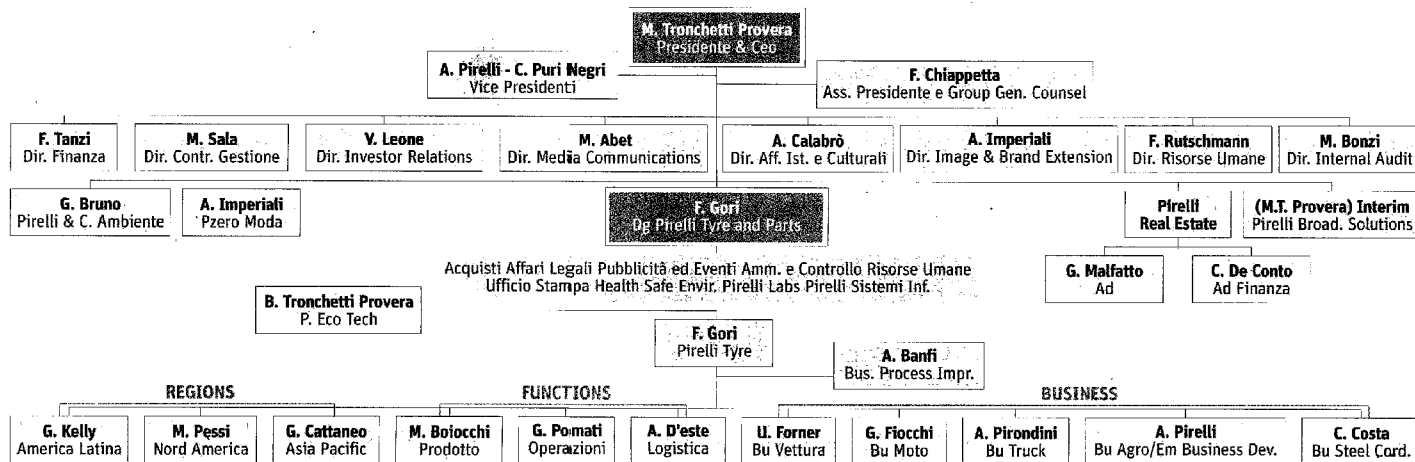 M. Tronchetti Provera
Presidente & Ceo
A. Pirelli - C. Puri Negri
Vice Presidenti
F. Chiappetta
Ass. Presidente e Group Gen. Counsel
F. Tanzi
Dir. Finanza
M. Sala
Dir. Contr. Gestione
V. Leone
Dir. Investor Relations
M. Abet
Dir. Media Communications
A. Calabrò
Dir. Aff. Ist. e Culturali
A. Imperiali
Dir. Image & Brand Extension
F. Rutschmann
Dir. Risorse Umane
M. Bonzi
Dir. Internal Audit
G. Bruno
Pirelli & C. Ambiente
A. Imperiali
Pzero Moda
F. Gori
Dg Pirelli Tyre and Parts
Pirelli
Real Estate
(M.T. Provera) Interim
Pirelli Broad. Solutions
Acquisti Affari Legali Pubblicità ed Eventi Amm. e Controllo Risorse Umane
Ufficio Stampa Health Safe Envir. Pirelli Labs Pirelli Sistemi Inf.
G. Malfatto
Ad
C. De Conto
Ad Finanza
B. Tronchetti Provera
P. Eco Tech
F. Gori
Pirelli Tyre
A. Banfi
Bus. Process Impr.
REGIONS
FUNCTIONS
BUSINESS
G. Kelly
America Latina
M. Pessi
Nord America
G. Cattaneo
Asia Pacific
M. Boiocchi
Prodotto
G. Pomati
Operazioni
A. D'este
Logistica
U. Forner
Bu Vettura
G. Fiocchi
Bu Moto
A. Pirondini
Bu Truck
A. Pirelli
Bu Agro/Em Business Dev.
C. Costa
Bu Steel Cord.